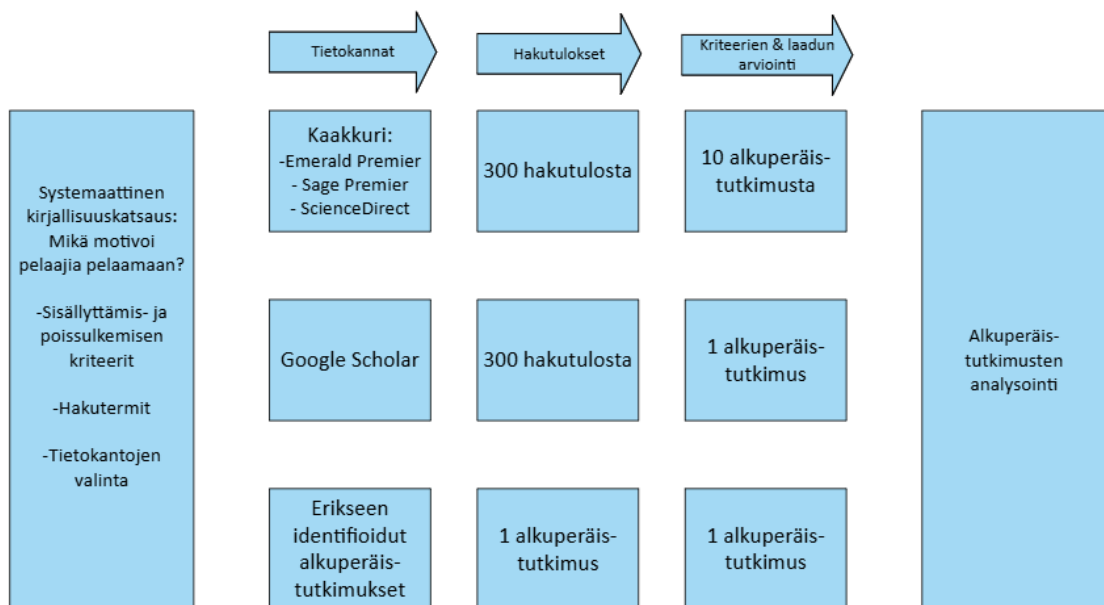 Tietokannat
Hakutulokset
Kriteerien & laadun
arviointi
Systemaattinen
kirjallisuuskatsaus:
Mikä motivoi
pelaajia pelaamaan?
-Sisällyttämis- ja
poissulkemisen
kriteerit
-Hakutermit
-Tietokantojen
valinta
Kaakkuri:
-Emerald Premier
- Sage Premier
- ScienceDirect
300 hakutulosta
10 alkuperäis-
tutkimusta
Google Scholar
300 hakutulosta
1 alkuperäis-
tutkimus
Erikseen
identifioidut
alkuperäis-
tutkimukset
1 alkuperäis-
tutkimus
1 alkuperäis-
tutkimus
Alkuperäis-
tutkimusten
analysointi